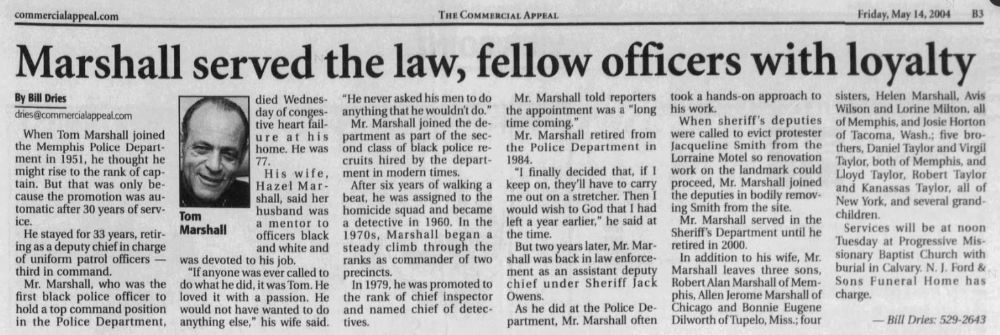 commercialappeal.com
THE COMMERCIAL APPEAL
Friday, May 14, 2004 B3
Marshall served the law, fellow officers with loyalty
By Bill Dries
dries@commercialappeal.com
When Tom Marshall joined
the Memphis Police Depart-
ment in 1951, he thought he
might rise to the rank of cap-
tain. But that was only be-
cause the promotion was au-
tomatic after 30 years of serv-
ice.
He stayed for 33 years, retir-
ing as a deputy chief in charge
of uniform patrol officers —
third in command.
Mr. Marshall, who was the
first black police officer to
hold a top command position
in the Police Department,
Tom
Marshall
died Wednes-
day of conges-
tive heart fail-
ure at his
home. He was
77.
His wife,
Hazel Mar-
shall, said her
husband was
a mentor to
officers black
and white and
was devoted to his job.
"If anyone was ever called to
do what he did, it was Tom. He
loved it with a passion. He
would not have wanted to do
anything else," his wife said.
"He never asked his men to do
anything that he wouldn't do."
Mr. Marshall joined the de-
partment as part of the sec-
ond class of black police re-
cruits hired by the depart-
ment in modern times.
After six years of walking a
beat, he was assigned to the
homicide squad and became
a detective in 1960. In the
1970s, Marshall began a
steady climb through the
ranks as commander of two
precincts.
In 1979, he was promoted to
the rank of chief inspector
and named chief of detec-
tives.
Mr. Marshall told reporters
the appointment was a "long
time coming."
Mr. Marshall retired from
the Police Department in
1984.
"I finally decided that, if I
keep on, they'll have to carry
me out on a stretcher. Then I
would wish to God that I had
left a year earlier," he said at
the time.
But two years later, Mr. Mar-
shall was back in law enforce-
ment as an assistant deputy
chief under Sheriff Jack
Owens.
As he did at the Police De-
partment, Mr. Marshall often
took a hands-on approach to
his work.
When sheriff's deputies
were called to evict protester
Jacqueline Smith from the
Lorraine Motel so renovation
work on the landmark could
proceed, Mr. Marshall joined
the deputies in bodily remov-
ing Smith from the site.
Mr. Marshall served in the
Sheriff's Department until he
retired in 2000.
In addition to his wife, Mr.
Marshall leaves three sons,
Robert Alan Marshall of Mem-
phis, Allen Jerome Marshall of
Chicago and Bonnie Eugene
Dilworth of Tupelo, Miss.; four
sisters, Helen Marshall, Avis
Wilson and Lorine Milton, all
of Memphis, and Josie Horton
of Tacoma, Wash.; five bro-
thers, Daniel Taylor and Virgil
Taylor, both of Memphis, and
Lloyd Taylor, Robert Taylor
and Kanassas Taylor, all of
New York, and several grand-
children.
Services will be at noon
Tuesday at Progressive Mis-
sionary Baptist Church with
burial in Calvary. N. J. Ford &
Sons Funeral Home has
charge.
— Bill Dries: 529-2643